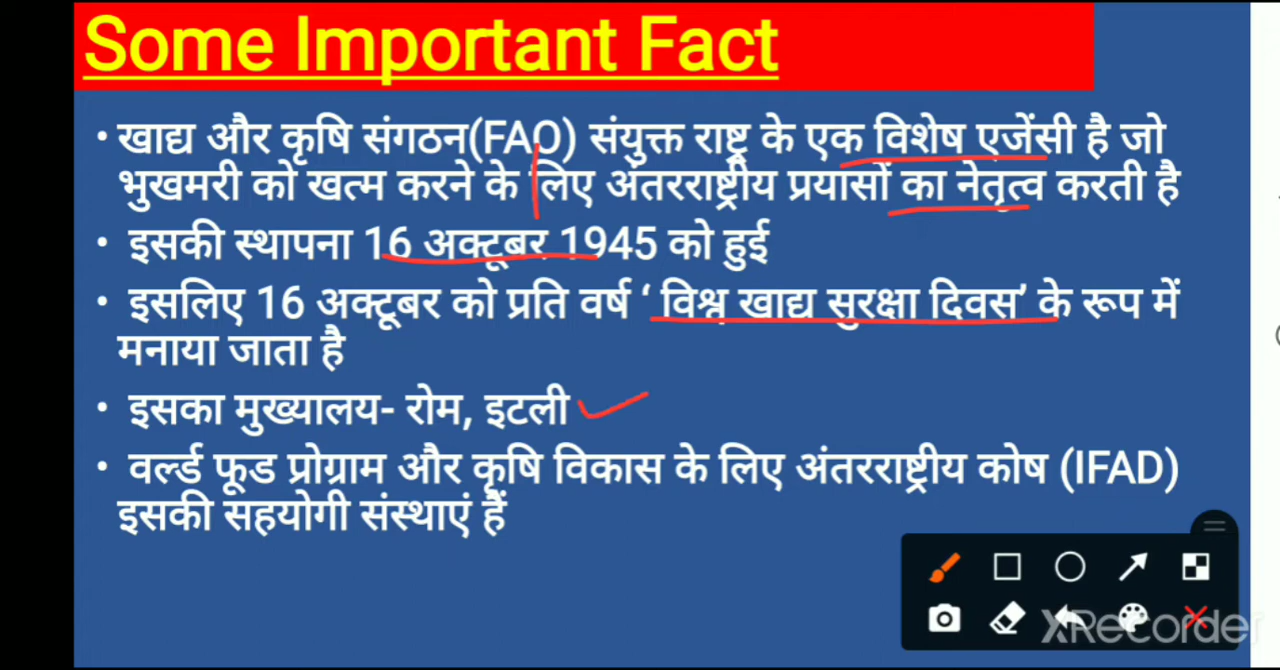 Some Important Fact
• खाद्य और कृषि संगठन(FAO) संयुक्त राष्ट्र के एक विशेष एजेंसी है जो
भुखमरी को खत्म करने के लिए अंतरराष्ट्रीय प्रयासों का नेतृत्व करती है
• इसकी स्थापना 16 अक्टूबर 1945 को हुई
• इसलिए 16 अक्टूबर को प्रति वर्ष ‘ विश्व खाद्य सुरक्षा दिवस’ के रूप में
मनाया जाता है
• इसका मुख्यालय- रोम, इटली
• वर्ल्ड फूड प्रोग्राम और कृषि विकास के लिए अंतरराष्ट्रीय कोष (IFAD)
इसकी सहयोगी संस्थाएं हैं
XRecorder